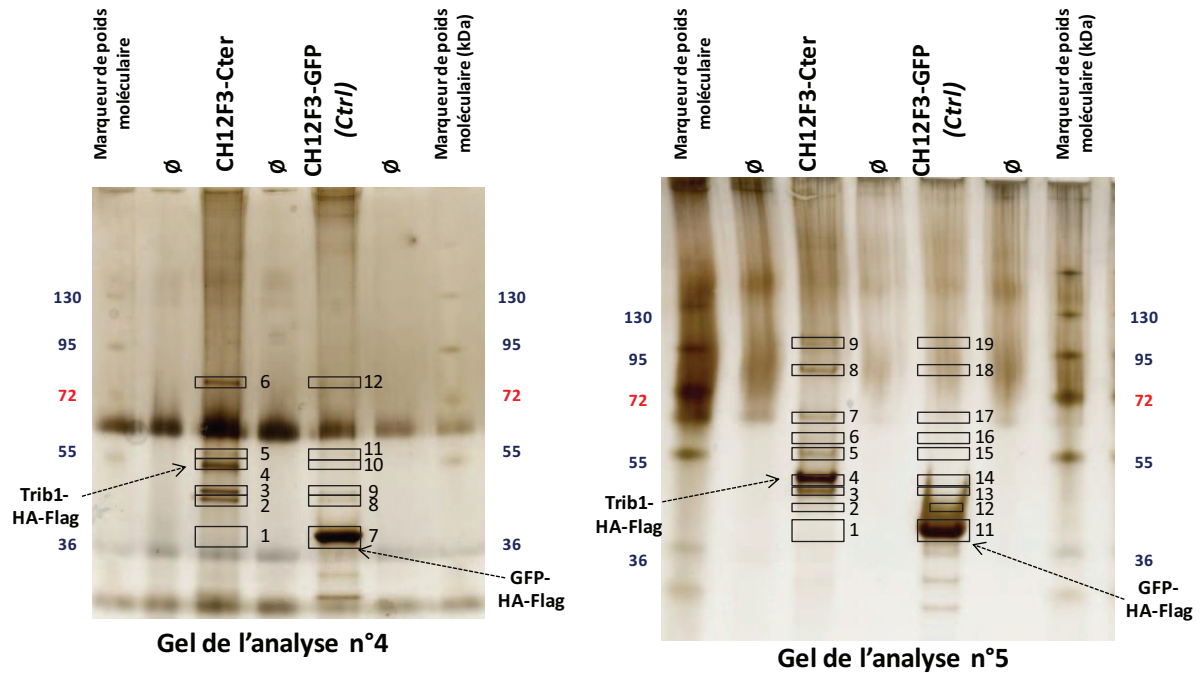 Marqueur de poids
moléculaire
Ø
CH12F3-Cter
Ø
CH12F3-GFP
(Ctrl)
Ø
Marqueur de poids
moléculaire (kDa)
130
95
72
55
36
130
95
72
55
36
6
5
4
3
2
1
12
11
10
9
8
7
Trib1-
HA-Flag
GFP-
HA-Flag
Gel de l’analyse n°4
Marqueur de poids
moléculaire
Ø
CH12F3-Cter
Ø
CH12F3-GFP
(Ctrl)
Ø
Marqueur de poids
moléculaire (kDa)
130
95
72
55
36
130
95
72
55
36
9
8
7
6
5
4
3
2
1
19
18
17
16
15
14
13
12
11
Trib1-
HA-Flag
GFP-
HA-Flag
Gel de l’analyse n°5